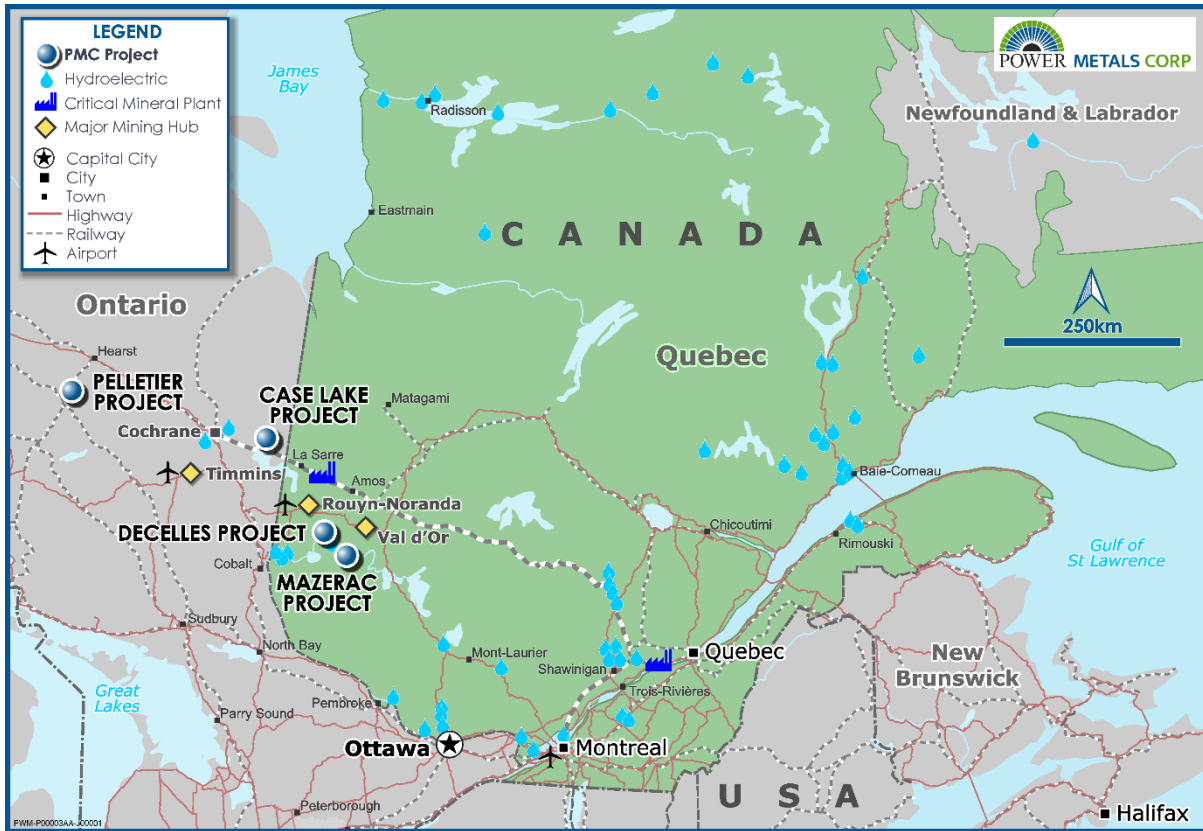 LEGEND
PMC Project
Hydroelectric
Critical Mineral Plant
Major Mining Hub
Capital City
City
Town
Highway
Railway
Airport
POWER METALS CORP
James
Bay
Radisson
Newfoundland & Labrador
Eastmain
CANADA
Ontario
250km
Hearst
Quebec
PELLETIER
PROJECT
CASE LAKE
PROJECT
Matagami
Cochrane
La Sarre
Timmins
Amos
Baie-Comeau
Rouyn-Noranda
DECELLES PROJECT
Val d'Or
Chicoutimi
Rimouski
Gulf of
St Lawrence
Cobalt
MAZERAC
PROJECT
Sudbury
North Bay
Mont-Laurier
Quebec
Shawinigan
New
Brunswick
Great
Lakes
Pembroke
Trois-Rivières
Parry Sound
Ottawa
Montreal
USA
Peterborough
Halifax
PWM-P00003AA-J00001